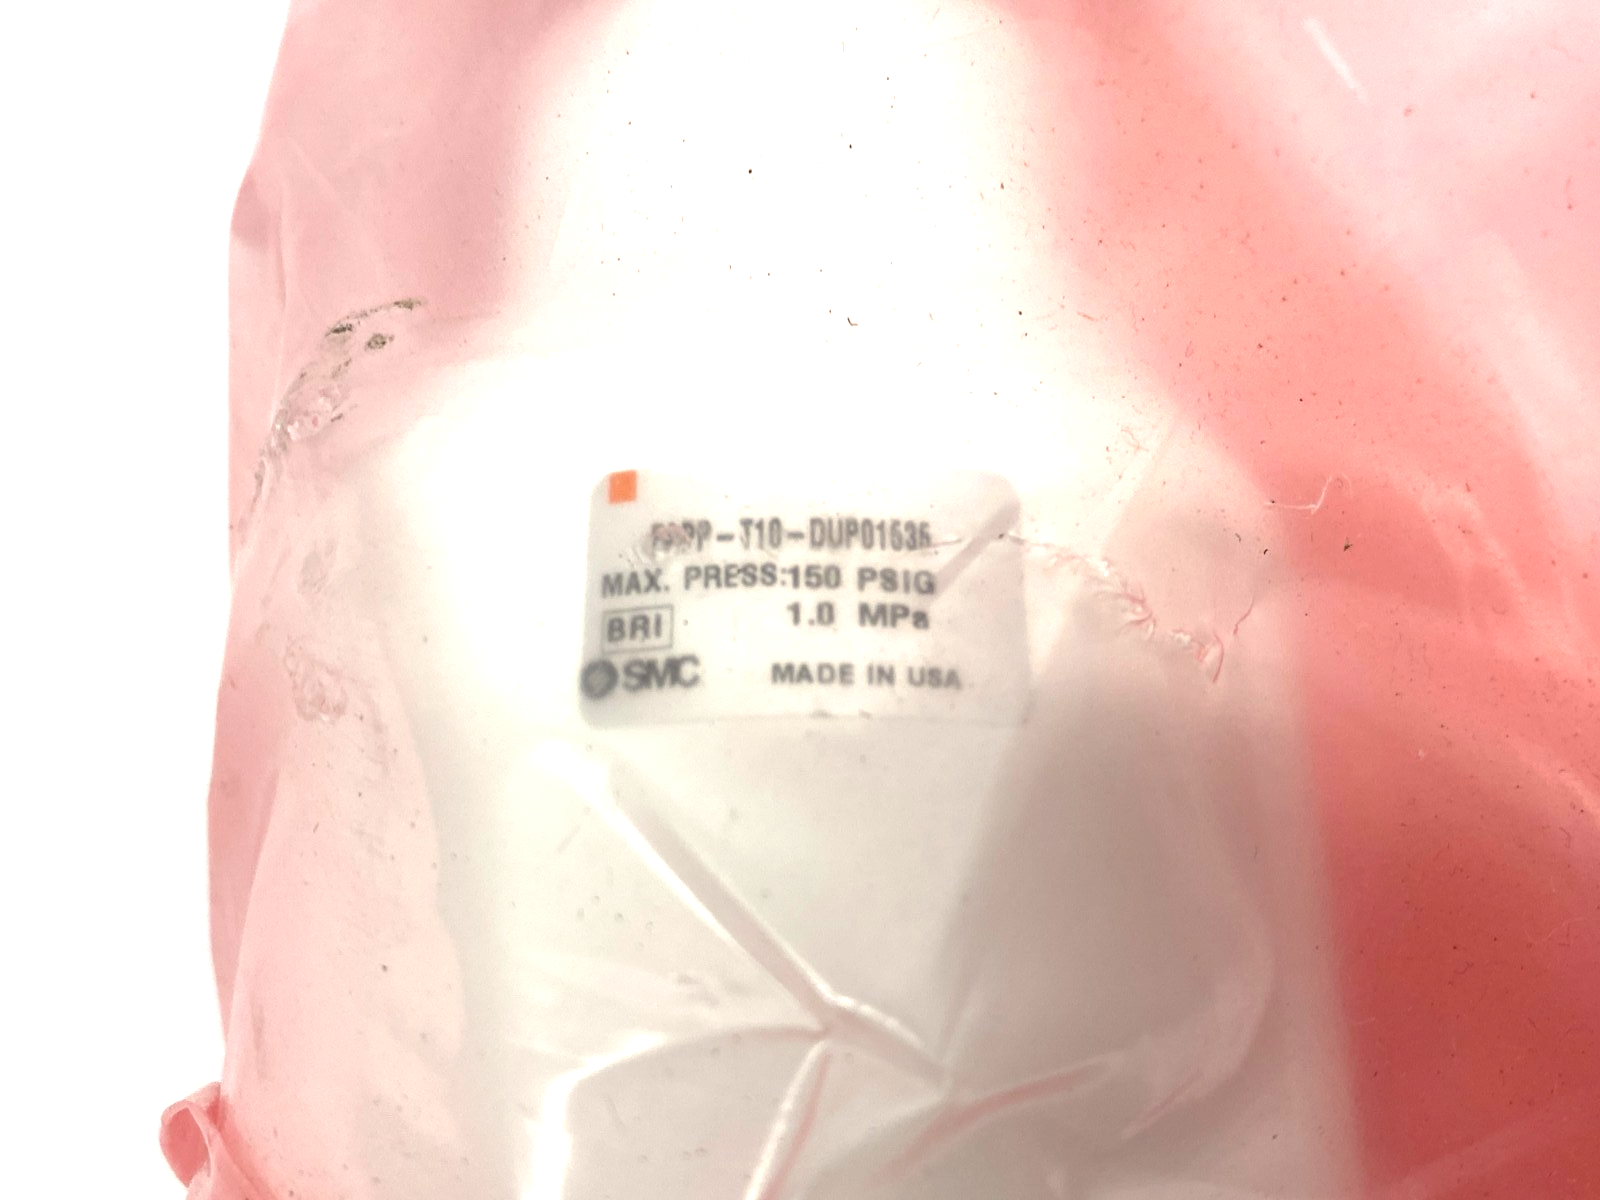 MAX. PRESS:150 PSIG
1.0 MPa
BRI
SMC
MADE IN USA